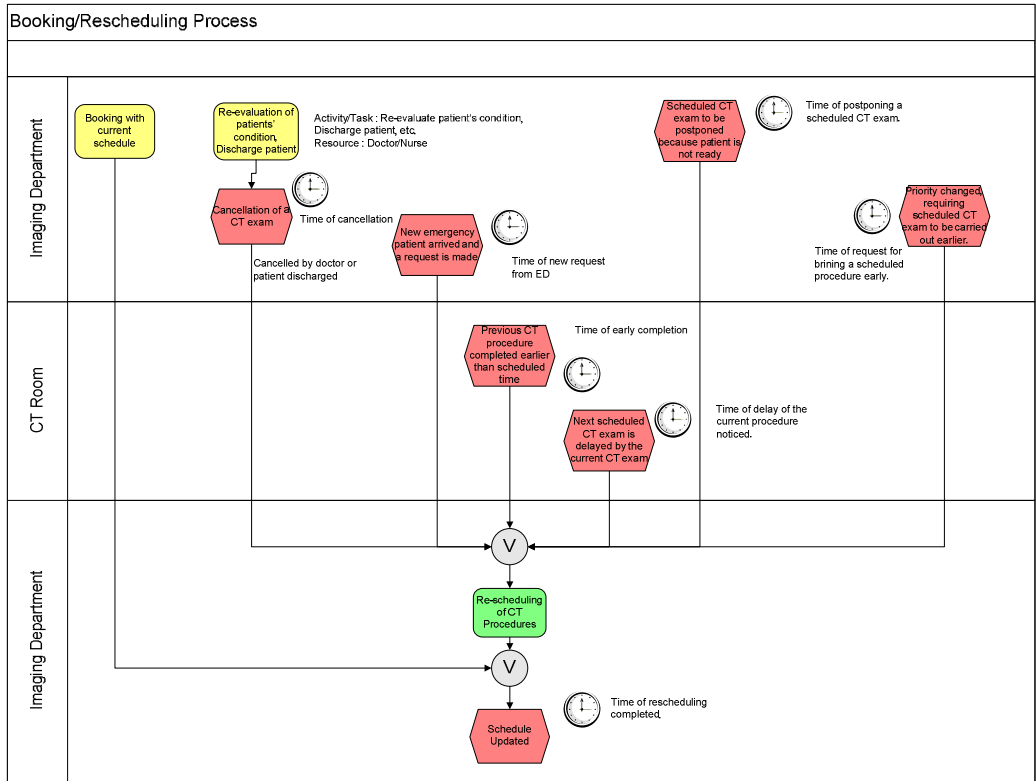 Booking/Rescheduling Process
Imaging Department
Booking with
current
schedule
Re-evaluation of
patients'
condition,
Discharge patient
Activity/Task : Re-evaluate patient's condition,
Discharge patient, etc.
Resource : Doctor/Nurse
Scheduled CT
exam to be
postponed
because patient is
not ready
Time of postponing a
scheduled CT exam.
Cancellation of a
CT exam
Time of cancellation
Cancelled by doctor or
patient discharged
New emergency
patient arrived and
a request is made
Time of new request
from ED
Priority changed,
requiring
scheduled CT
exam to be carried
out earlier.
Time of request for
brining a scheduled
procedure early.
CT Room
Previous CT
procedure
completed earlier
than scheduled
time
Time of early completion
Next scheduled
CT exam is
delayed by the
current CT exam
Time of delay of the
current procedure
noticed.
Imaging Department
V
Re-scheduling
of CT
Procedures
V
Schedule
Updated
Time of rescheduling
completed.